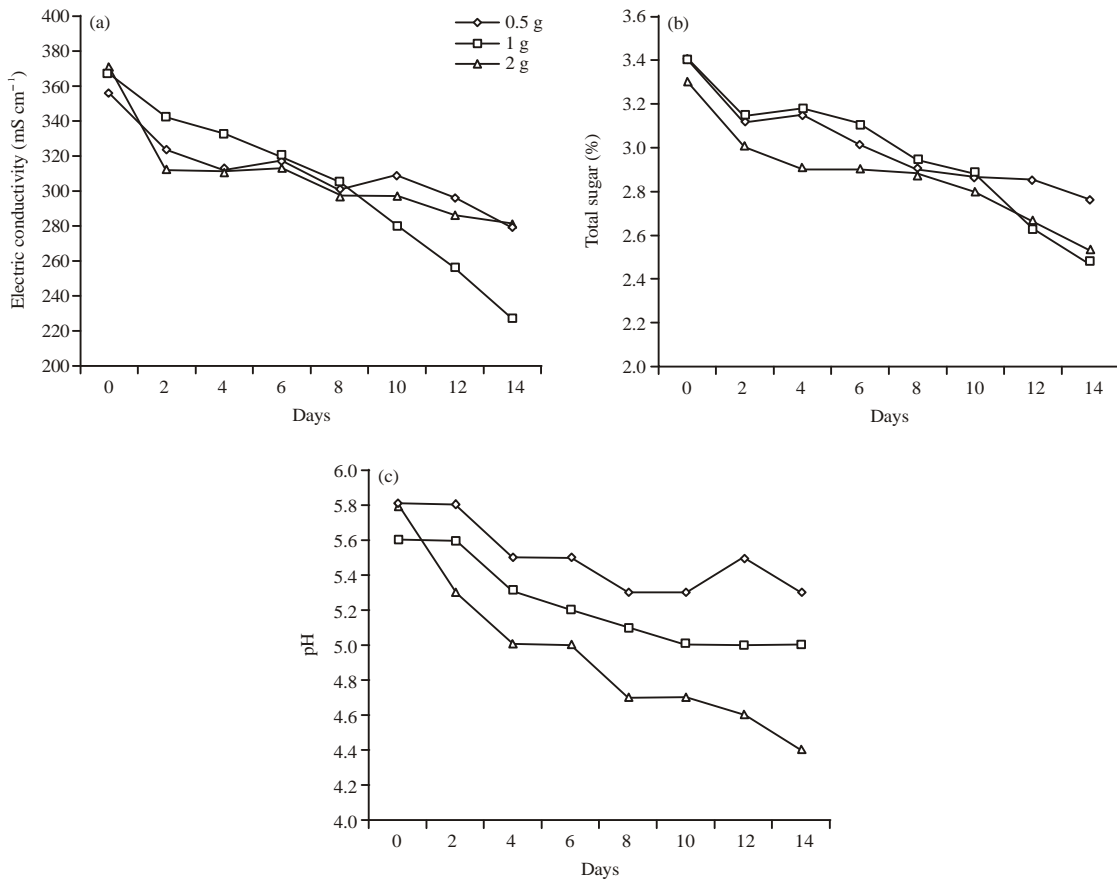 (a)
0.5 g
1 g
2 g
Electric conductivity (mS cm⁻¹)
400
380
360
340
320
300
280
260
240
220
200
0 2 4 6 8 10 12 14
Days
(b)
Total sugar (%)
3.6
3.4
3.2
3.0
2.8
2.6
2.4
2.2
2.0
0 2 4 6 8 10 12 14
Days
(c)
pH
6.0
5.8
5.6
5.4
5.2
5.0
4.8
4.6
4.4
4.2
4.0
0 2 4 6 8 10 12 14
Days